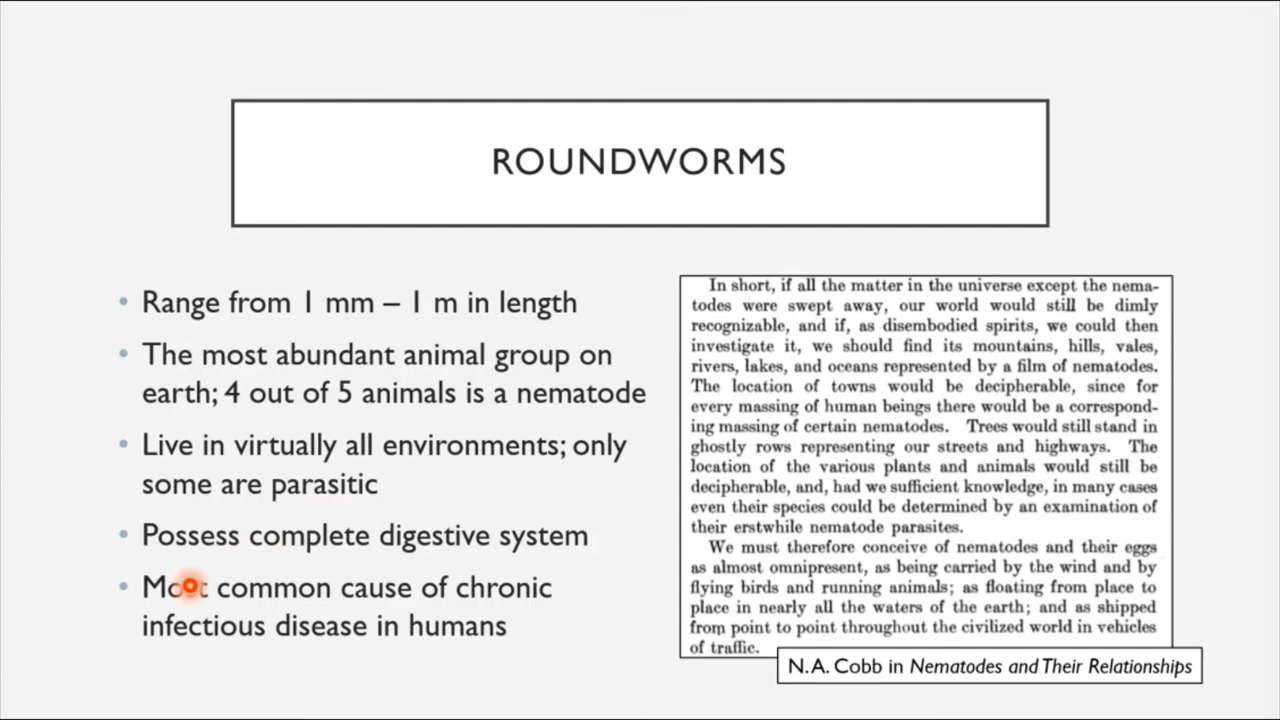 ROUNDWORMS
• Range from 1 mm – 1 m in length
• The most abundant animal group on
earth; 4 out of 5 animals is a nematode
• Live in virtually all environments; only
some are parasitic
• Possess complete digestive system
• Most common cause of chronic
infectious disease in humans
In short, if all the matter in the universe except the nema-
todes were swept away, our world would still be dimly
recognizable, and if, as disembodied spirits, we could then
investigate it, we should find its mountains, hills, vales,
rivers, lakes, and oceans represented by a film of nematodes.
The location of towns would be decipherable, since for
every massing of human beings there would be a correspond-
ing massing of certain nematodes. Trees would still stand in
ghostly rows representing our streets and highways. The
location of the various plants and animals would still be
decipherable, and, had we sufficient knowledge, in many cases
even their species could be determined by an examination of
their erstwhile nematode parasites.
We must therefore conceive of nematodes and their eggs
as almost omnipresent, as being carried by the wind and by
flying birds and running animals; as floating from place to
place in nearly all the waters of the earth; and as shipped
from point to point throughout the civilized world in vehicles
of traffic.
N.A. Cobb in Nematodes and Their Relationships